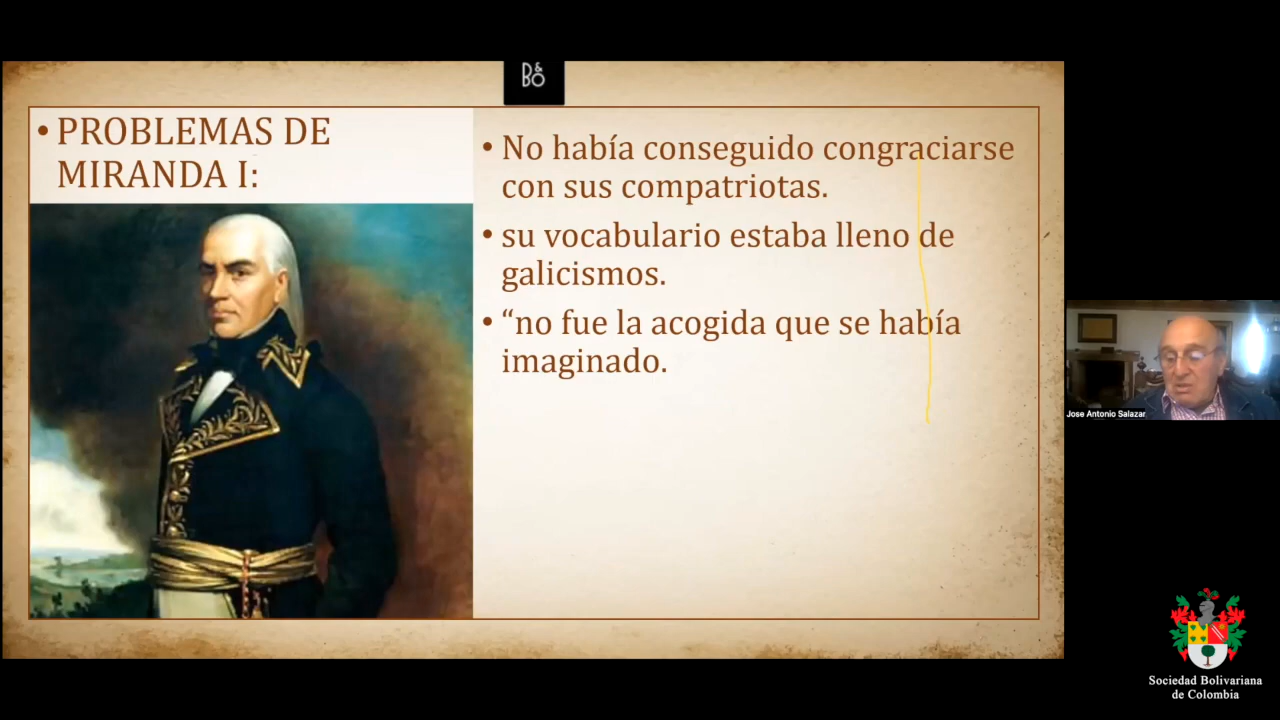 B&O
• PROBLEMAS DE
MIRANDA I:
• No había conseguido congraciarse
con sus compatriotas.
• su vocabulario estaba lleno de
galicismos.
• “no fue la acogida que se había
imaginado.
Jose Antonio Salazar
Sociedad Bolivariana
de Colombia